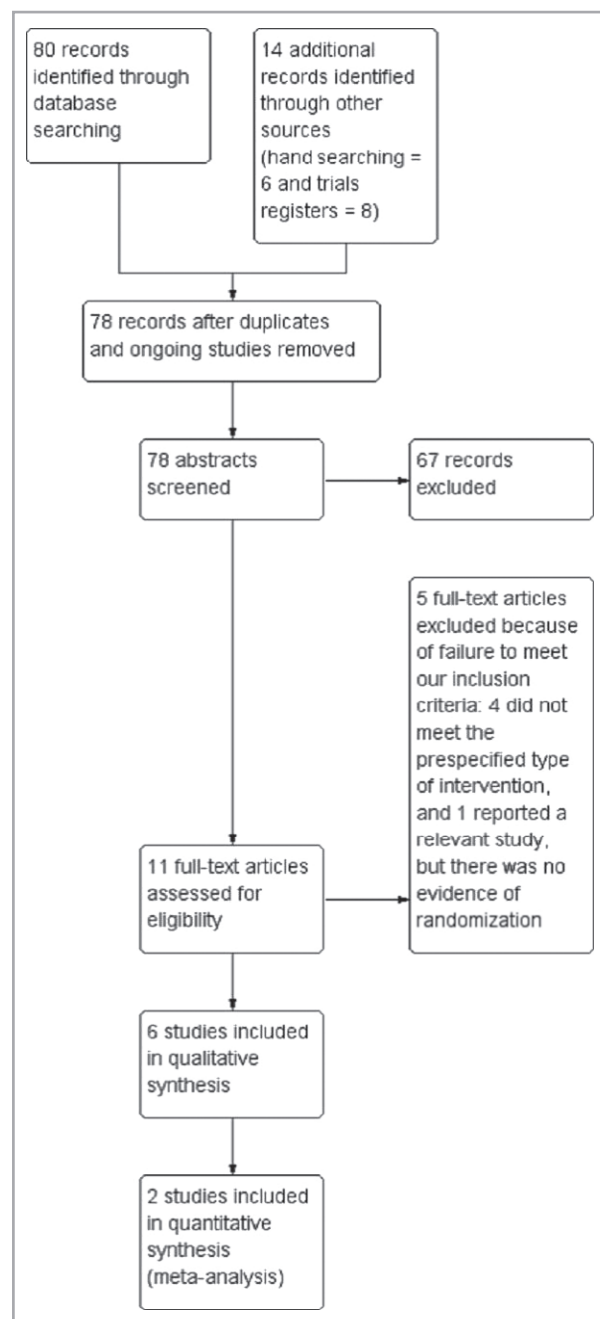 80 records
identified through
database
searching
14 additional
records identified
through other
sources
(hand searching =
6 and trials
registers = 8)
78 records after duplicates
and ongoing studies removed
78 abstracts
screened
67 records
excluded
5 full-text articles
excluded because
of failure to meet
our inclusion
criteria: 4 did not
meet the
prespecified type
of intervention,
and 1 reported a
relevant study,
but there was no
evidence of
randomization
11 full-text articles
assessed for
eligibility
6 studies included
in qualitative
synthesis
2 studies included
in quantitative
synthesis
(meta-analysis)